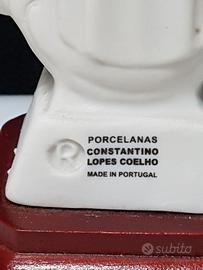 PORCELANAS
CONSTANTINO
LOPES COELHO
MADE IN PORTUGAL
R
subito